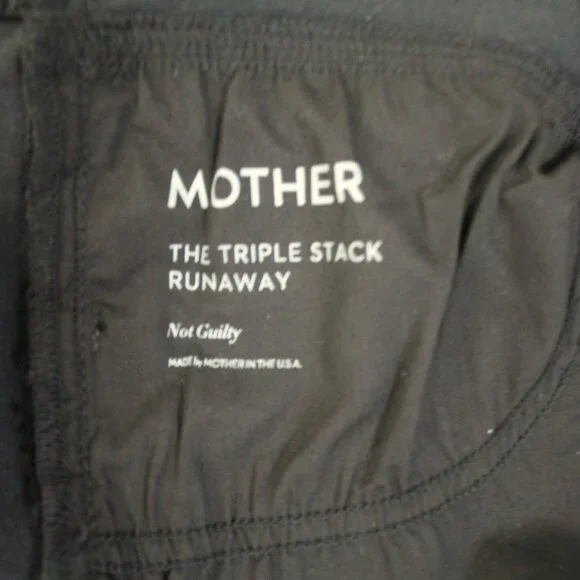 MOTHER
THE TRIPLE STACK
RUNAWAY
Not Guilty
MADE by MOTHER IN THE U.S.A.